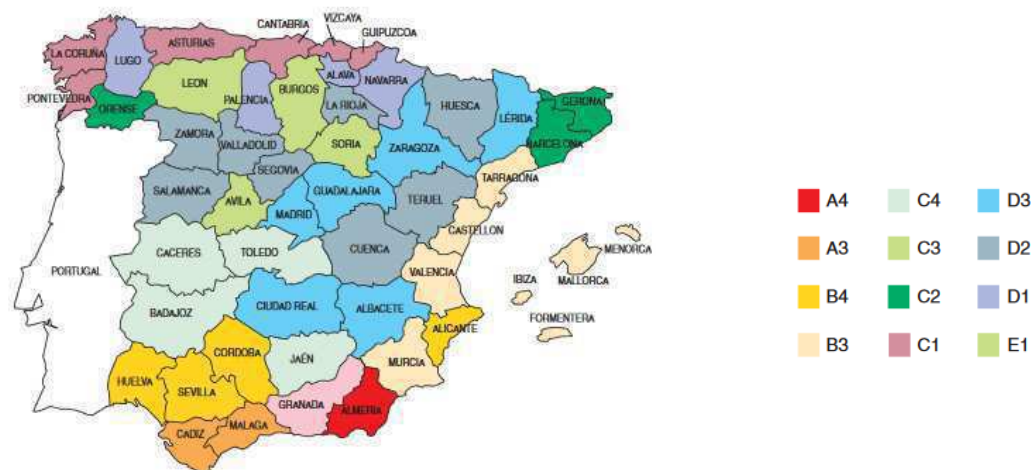 CANTABRIA
VIZCAYA
GUIPUZCOA
LA CORUÑA
LUGO
ASTURIAS
ALAVA
NAVARRA
LEON
PALENCIA
BURGOS
LA RIOJA
HUESCA
LÉRIDA
GERONA
PONTEVEDRA
ORENSE
BARCELONA
ZAMORA
VALLADOLID
SORIA
ZARAGOZA
SEGOVIA
TARRAGONA
SALAMANCA
AVILA
MADRID
GUADALAJARA
TERUEL
CASTELLON
CACERES
TOLEDO
CUENCA
MENORCA
PORTUGAL
VALENCIA
IBIZA
MALLORCA
BADAJOZ
CIUDAD REAL
ALBACETE
FORMENTERA
ALICANTE
CORDOBA
JAÉN
MURCIA
HUELVA
SEVILLA
GRANADA
ALMERIA
CADIZ
MALAGA
A4
A3
B4
B3
C4
C3
C2
C1
D3
D2
D1
E1